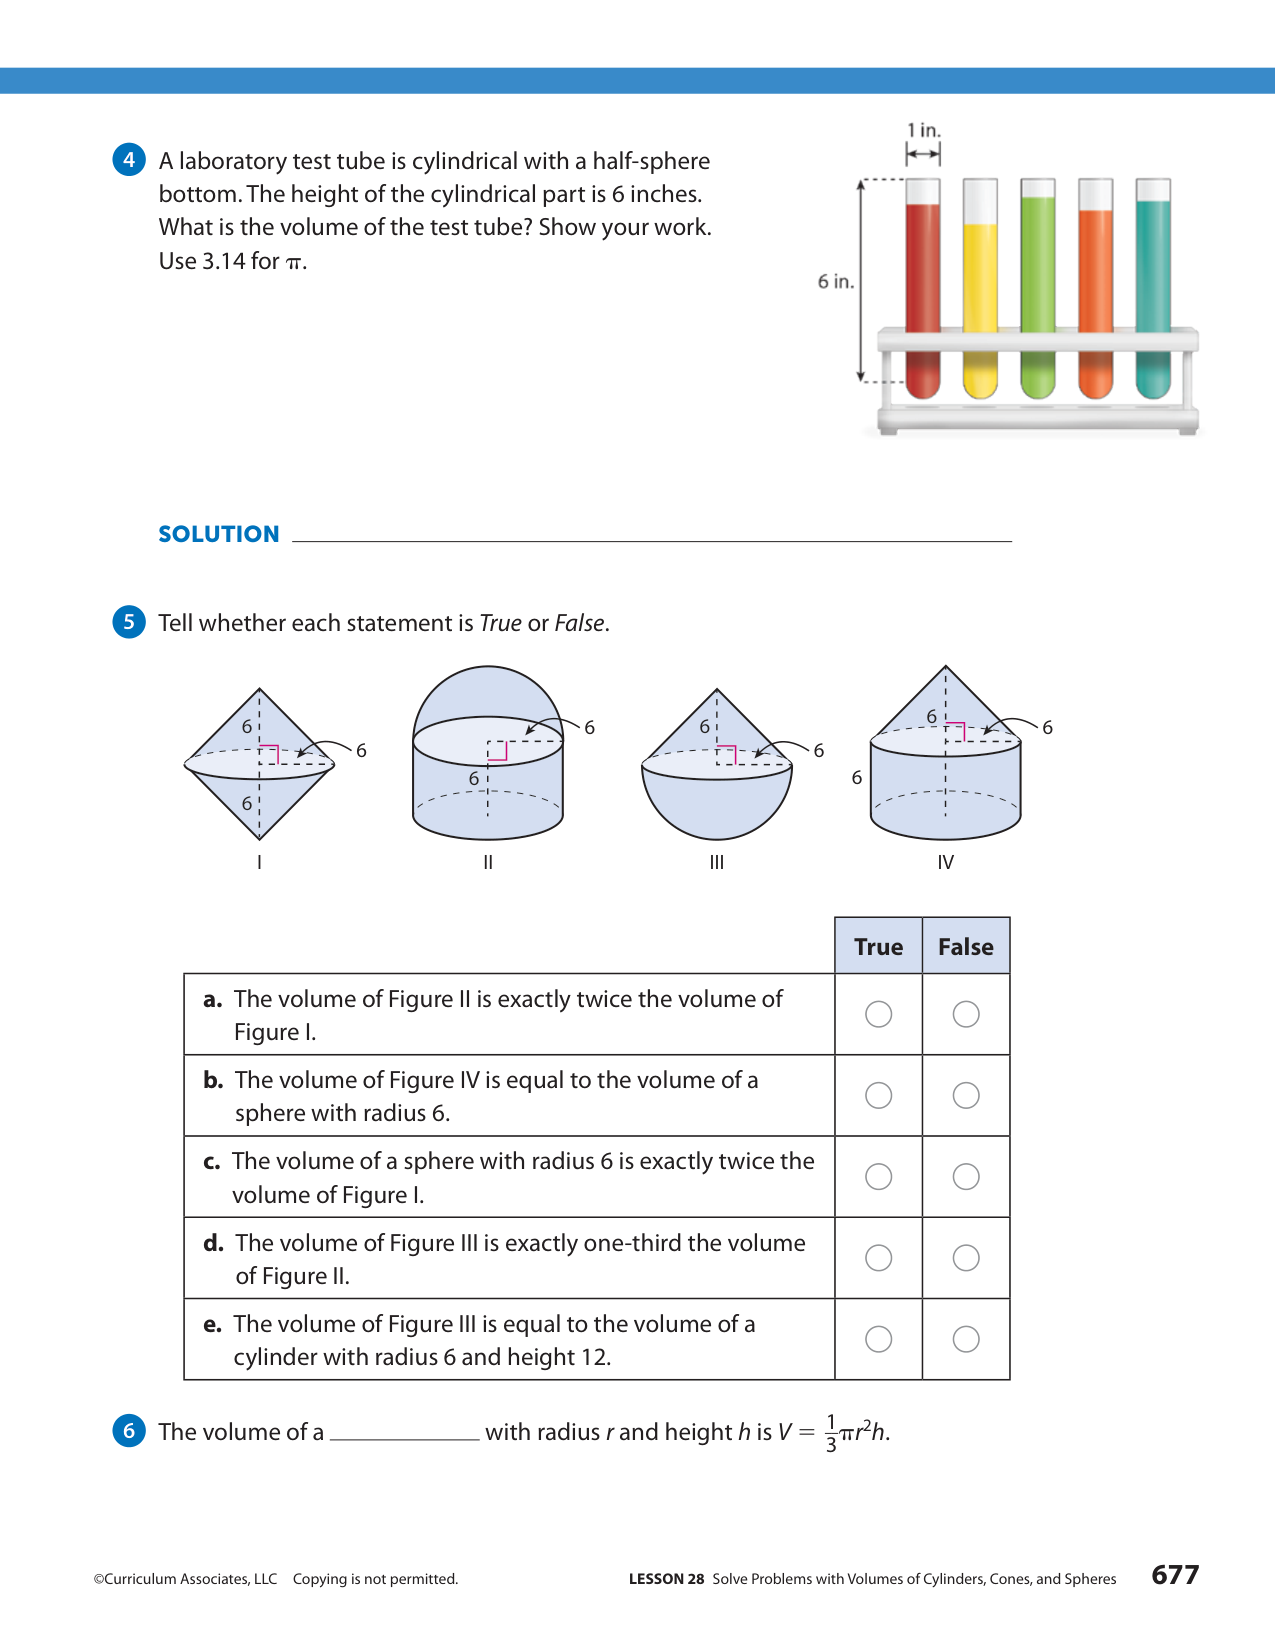 1 in.
4 A laboratory test tube is cylindrical with a half-sphere
bottom. The height of the cylindrical part is 6 inches.
What is the volume of the test tube? Show your work.
Use 3.14 for π.
6 in.
SOLUTION
5 Tell whether each statement is True or False.
6 6 6
I
6 6
II
6 6
III
6 6 6
IV
True False
a. The volume of Figure II is exactly twice the volume of
Figure I.
b. The volume of Figure IV is equal to the volume of a
sphere with radius 6.
c. The volume of a sphere with radius 6 is exactly twice the
volume of Figure I.
d. The volume of Figure III is exactly one-third the volume
of Figure II.
e. The volume of Figure III is equal to the volume of a
cylinder with radius 6 and height 12.
6 The volume of a ____________ with radius r and height h is V = 1/3πr²h.
©Curriculum Associates, LLC Copying is not permitted.
LESSON 28 Solve Problems with Volumes of Cylinders, Cones, and Spheres 677